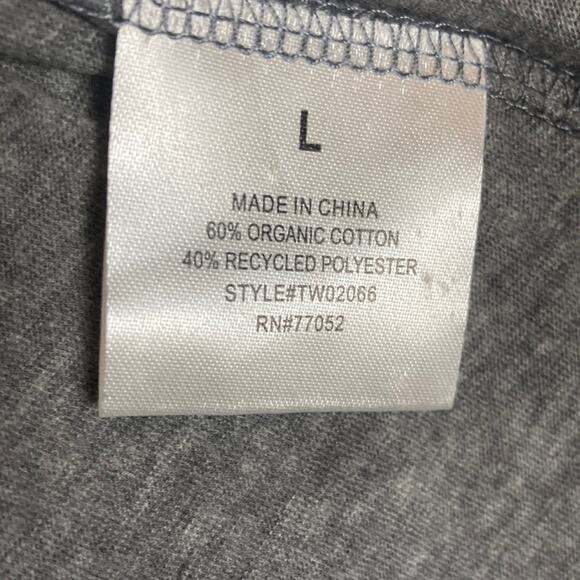 L
MADE IN CHINA
60% ORGANIC COTTON
40% RECYCLED POLYESTER
STYLE#TW02066
RN#77052